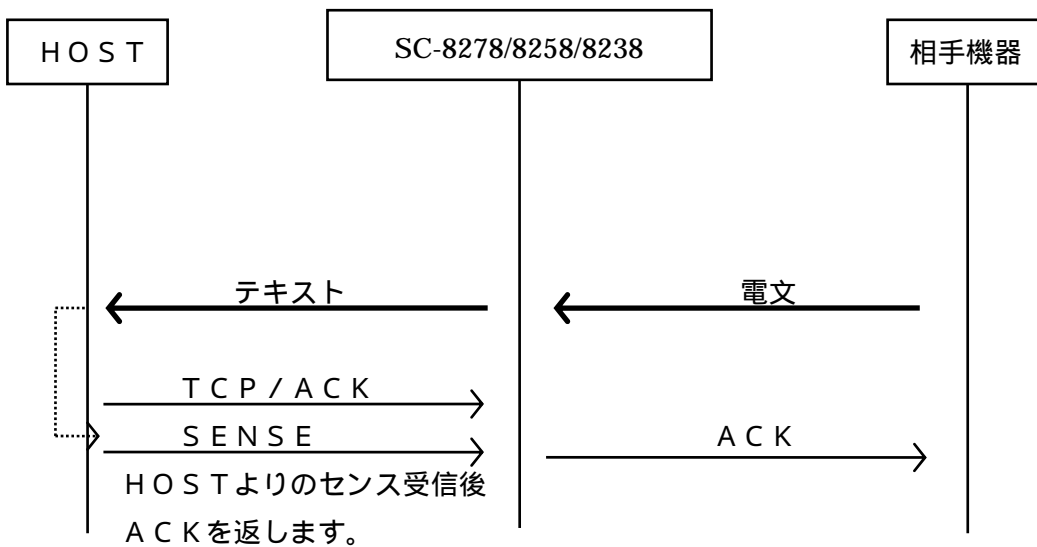 ＨＯＳＴ
SC-8278/8258/8238
相手機器
テキスト
電文
ＴＣＰ／ＡＣＫ
ＳＥＮＳＥ
ＡＣＫ
ＨＯＳＴよりのセンス受信後
ＡＣＫを返します。